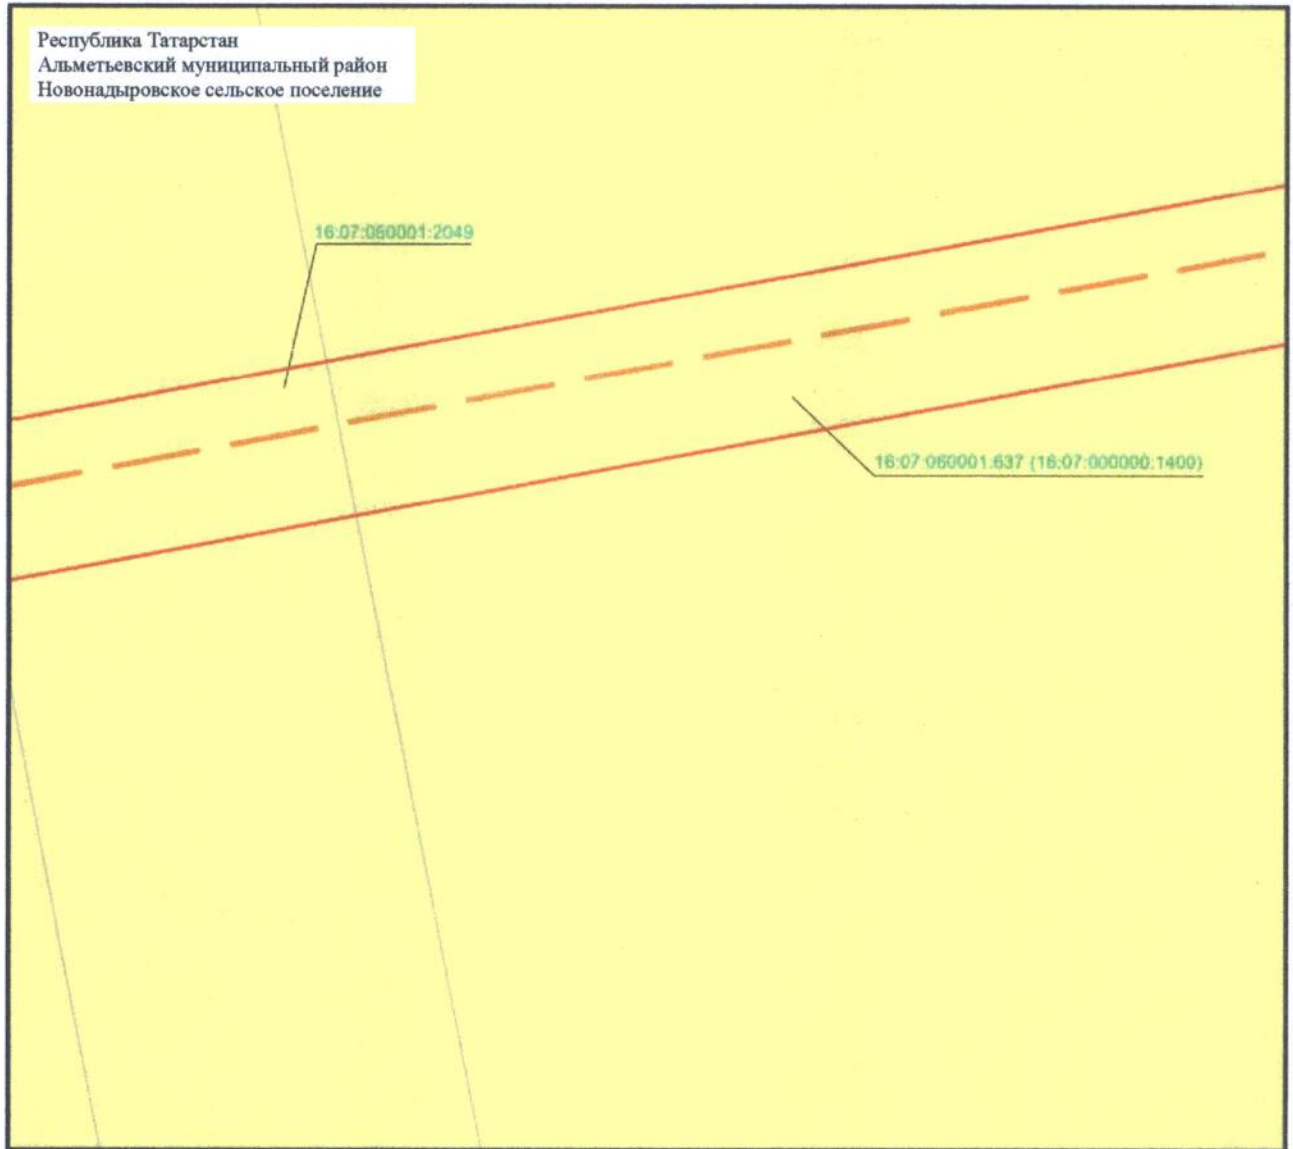 Республика Татарстан
Альметьевский муниципальный район
Новонадыровское сельское поселение
16:07:060001:2049
16:07:060001:637 (16:07:000000:1400)